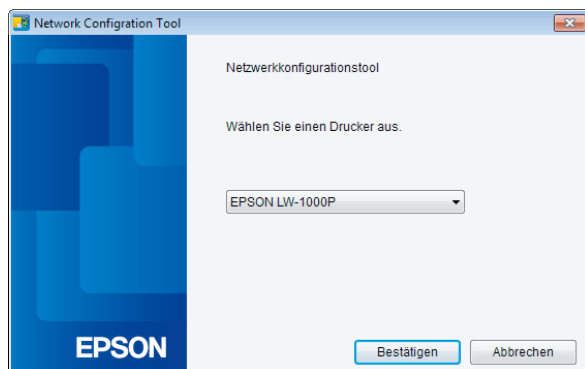 Network Configration Tool
Netzwerkkonfigurationstool
Wählen Sie einen Drucker aus.
EPSON LW-1000P
EPSON
Bestätigen
Abbrechen